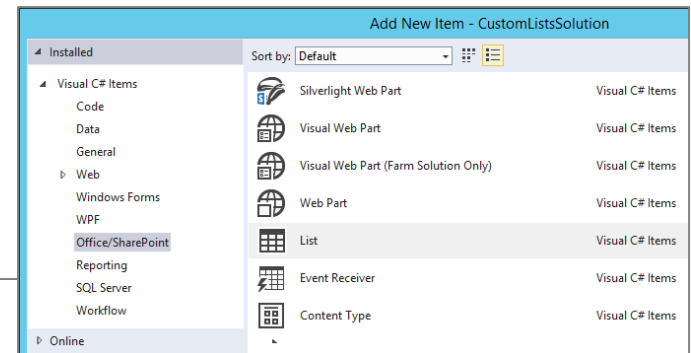 Add New Item - CustomListsSolution
Installed
Sort by: Default
Visual C# Items
Code
Data
General
Web
Windows Forms
WPF
Office/SharePoint
Reporting
SQL Server
Workflow
Online
Silverlight Web Part Visual C# Items
Visual Web Part Visual C# Items
Visual Web Part (Farm Solution Only) Visual C# Items
Web Part Visual C# Items
List Visual C# Items
Event Receiver Visual C# Items
Content Type Visual C# Items